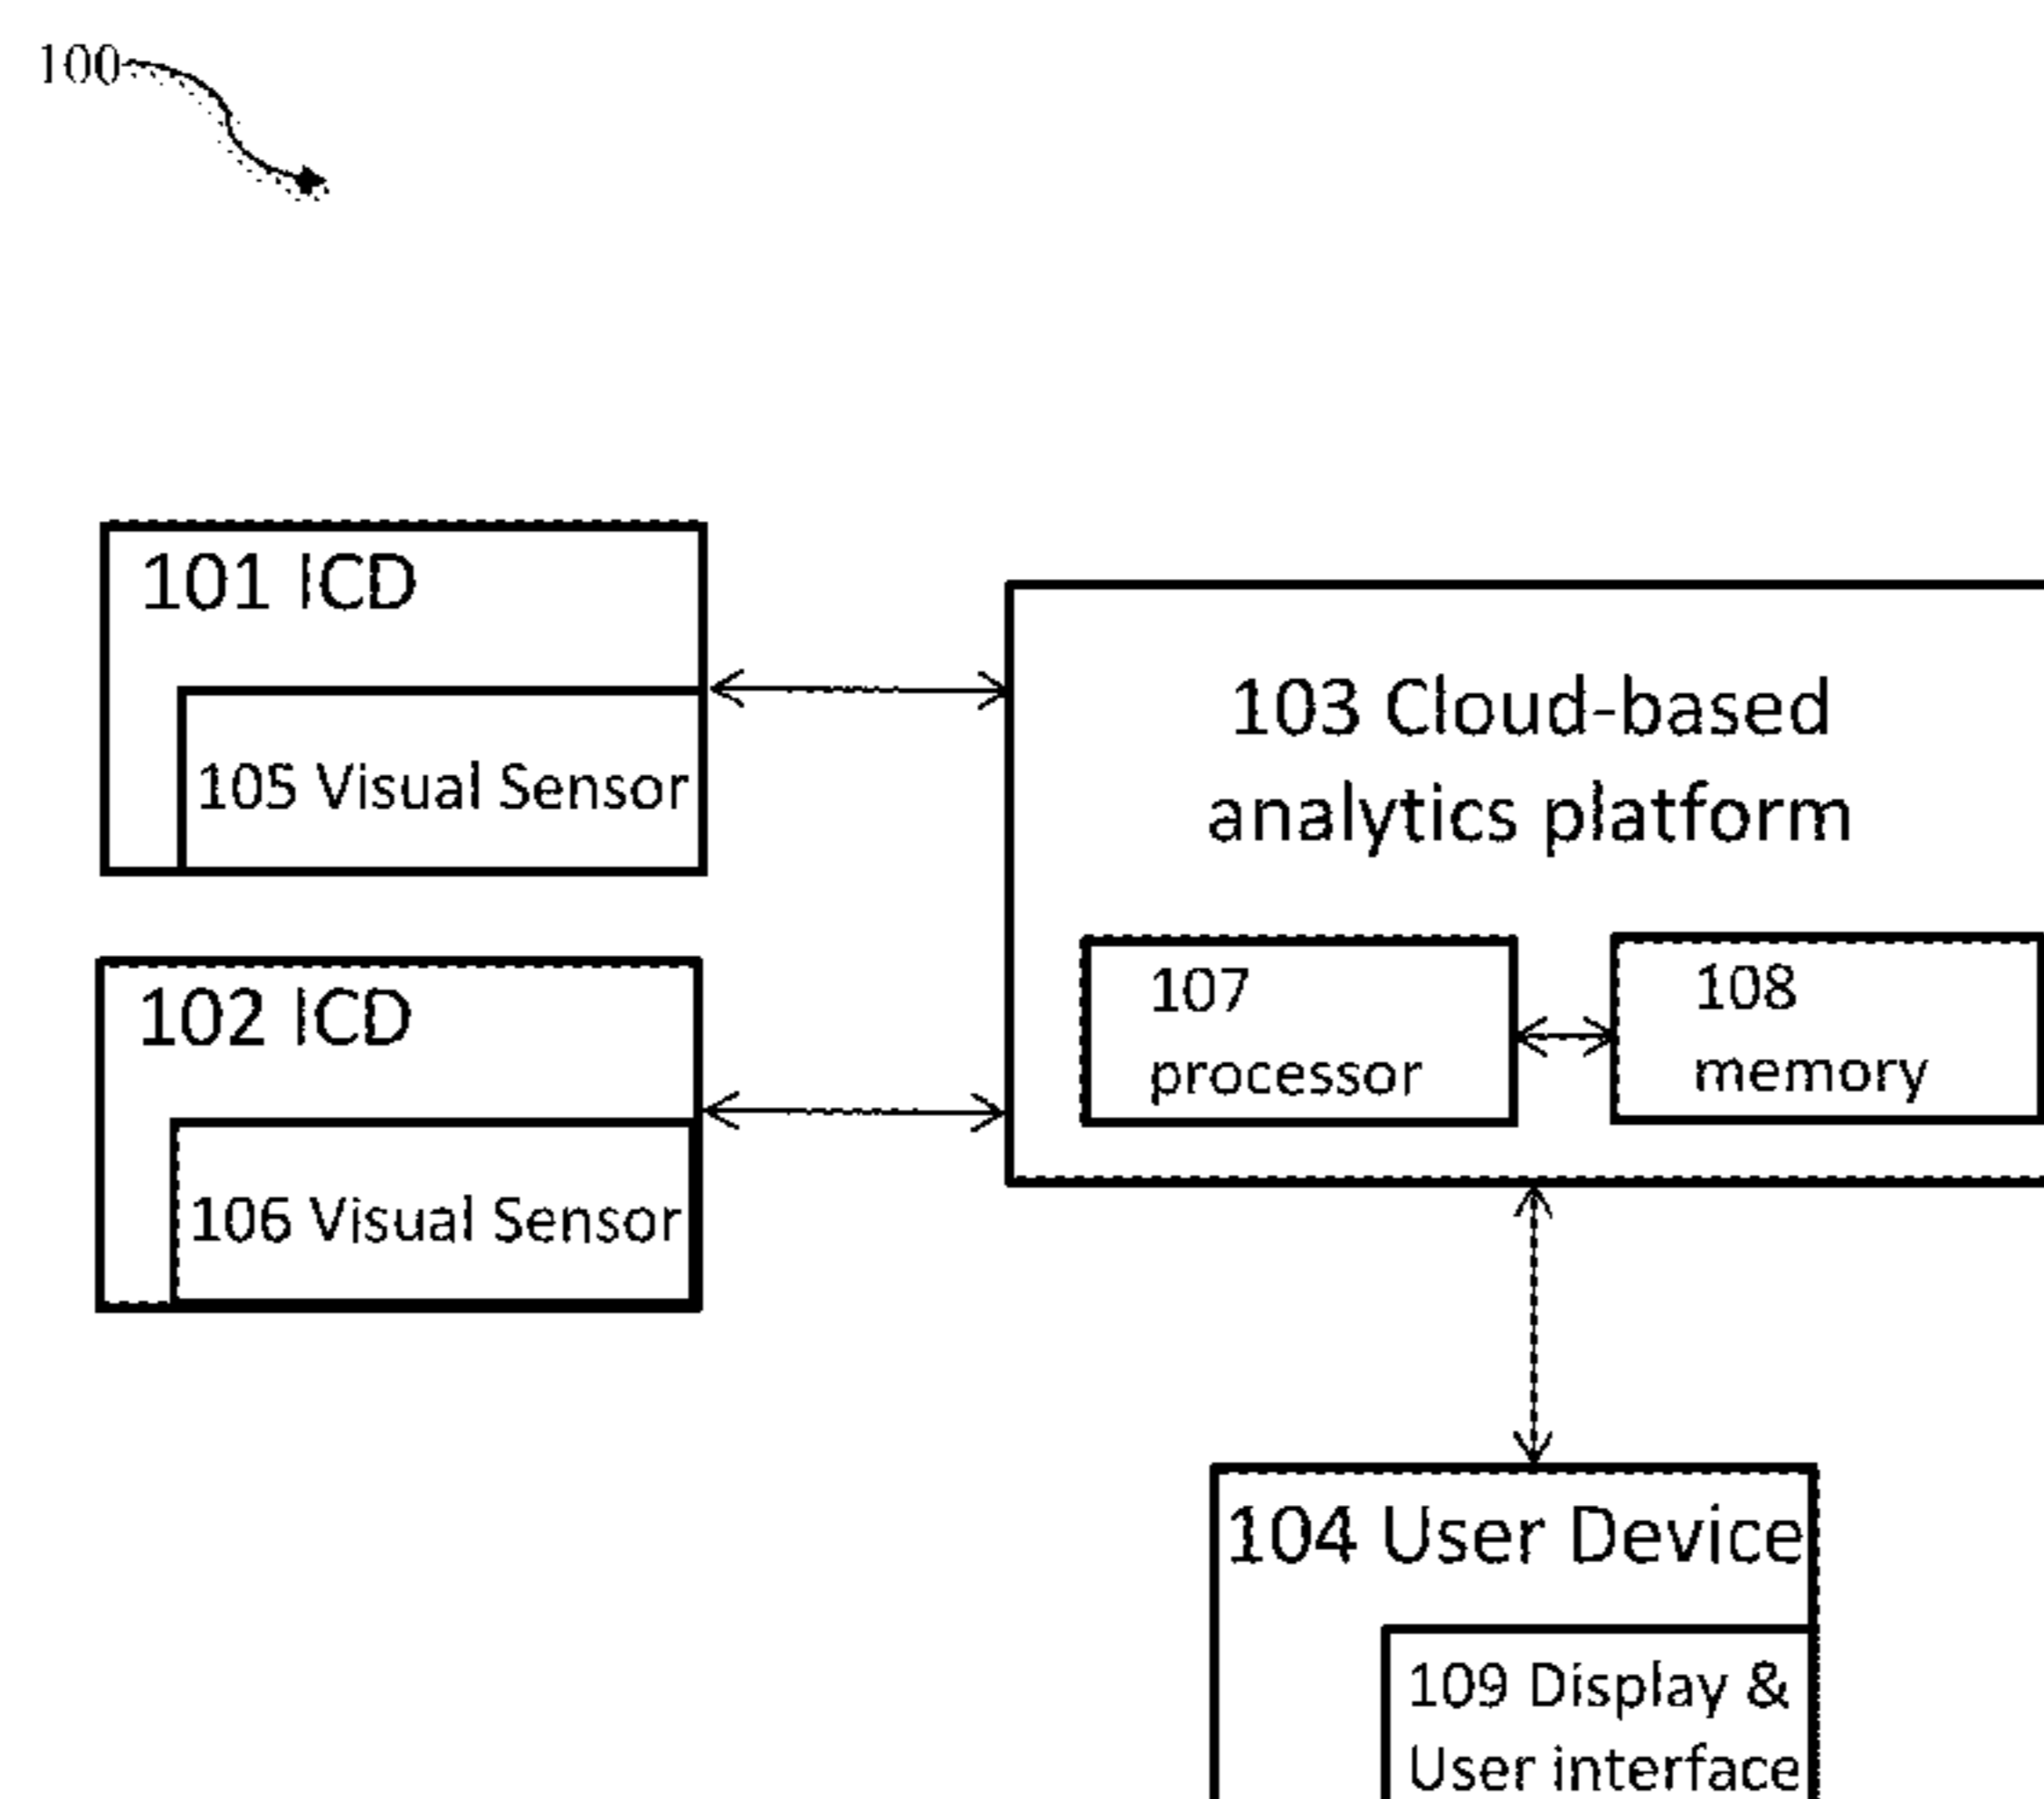 100
101 ICD
105 Visual Sensor
103 Cloud-based
analytics platform
102 ICD
106 Visual Sensor
107
processor
108
memory
104 User Device
109 Display &
User interface